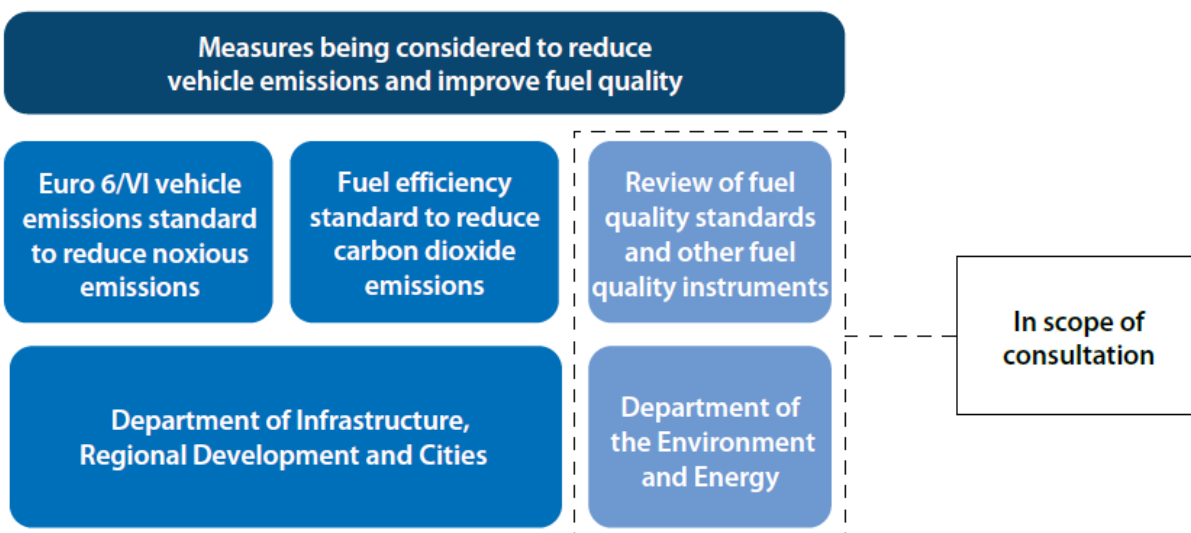 Measures being considered to reduce
vehicle emissions and improve fuel quality
Euro 6/VI vehicle
emissions standard
to reduce noxious
emissions
Fuel efficiency
standard to reduce
carbon dioxide
emissions
Review of fuel
quality standards
and other fuel
quality instruments
In scope of
consultation
Department of Infrastructure,
Regional Development and Cities
Department of
the Environment
and Energy